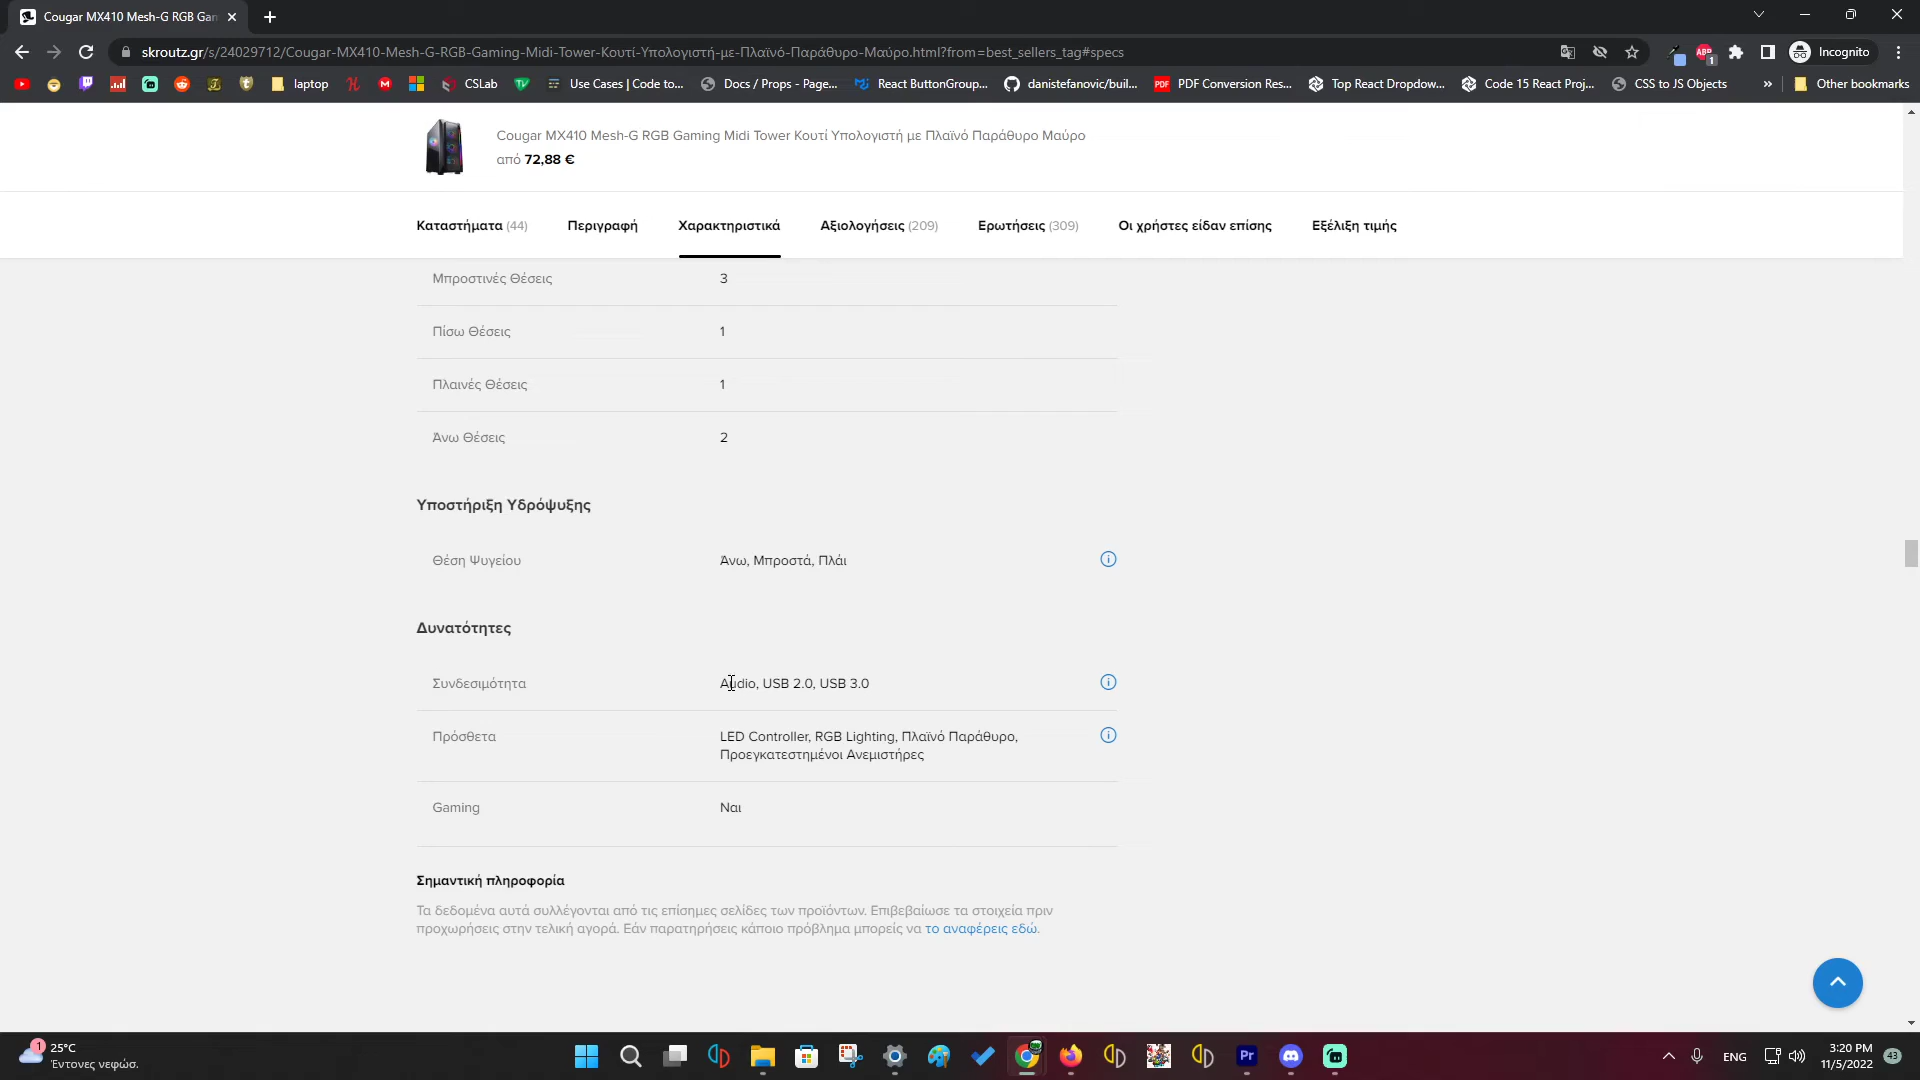 Cougar MX410 Mesh-G RGB Gam
skroutz.gr/s/24029712/Cougar-MX410-Mesh-G-RGB-Gaming-Midi-Tower-Κουτί-Υπολογιστή-με-Πλαϊνό-Παράθυρο-Μαύρο.html?from=best_sellers_tag#specs
ABP
1
Incognito
laptop
CSLab
Use Cases | Code to...
Docs / Props - Page...
React ButtonGroup...
danistefanovic/buil...
PDF
PDF Conversion Res...
Top React Dropdow...
Code 15 React Proj...
CSS to JS Objects
»
Other bookmarks
Cougar MX410 Mesh-G RGB Gaming Midi Tower Κουτί Υπολογιστή με Πλαϊνό Παράθυρο Μαύρο
από 72,88 €
Καταστήματα (44)
Περιγραφή
Χαρακτηριστικά
Αξιολογήσεις (209)
Ερωτήσεις (309)
Οι χρήστες είδαν επίσης
Εξέλιξη τιμής
Μπροστινές Θέσεις 3
Πίσω Θέσεις 1
Πλαινές Θέσεις 1
Άνω Θέσεις 2
Υποστήριξη Υδρόψυξης
Θέση Ψυγείου Άνω, Μπροστά, Πλάι
Δυνατότητες
Συνδεσιμότητα Audio, USB 2.0, USB 3.0
Πρόσθετα LED Controller, RGB Lighting, Πλαϊνό Παράθυρο,
Προεγκατεστημένοι Ανεμιστήρες
Gaming Ναι
Σημαντική πληροφορία
Τα δεδομένα αυτά συλλέγονται από τις επίσημες σελίδες των προϊόντων. Επιβεβαίωσε τα στοιχεία πριν
προχωρήσεις στην τελική αγορά. Εάν παρατηρήσεις κάποιο πρόβλημα μπορείς να το αναφέρεις εδώ.
1
25°C
Έντονες νεφώσ.
Pr
ENG
3:20 PM
11/5/2022
43